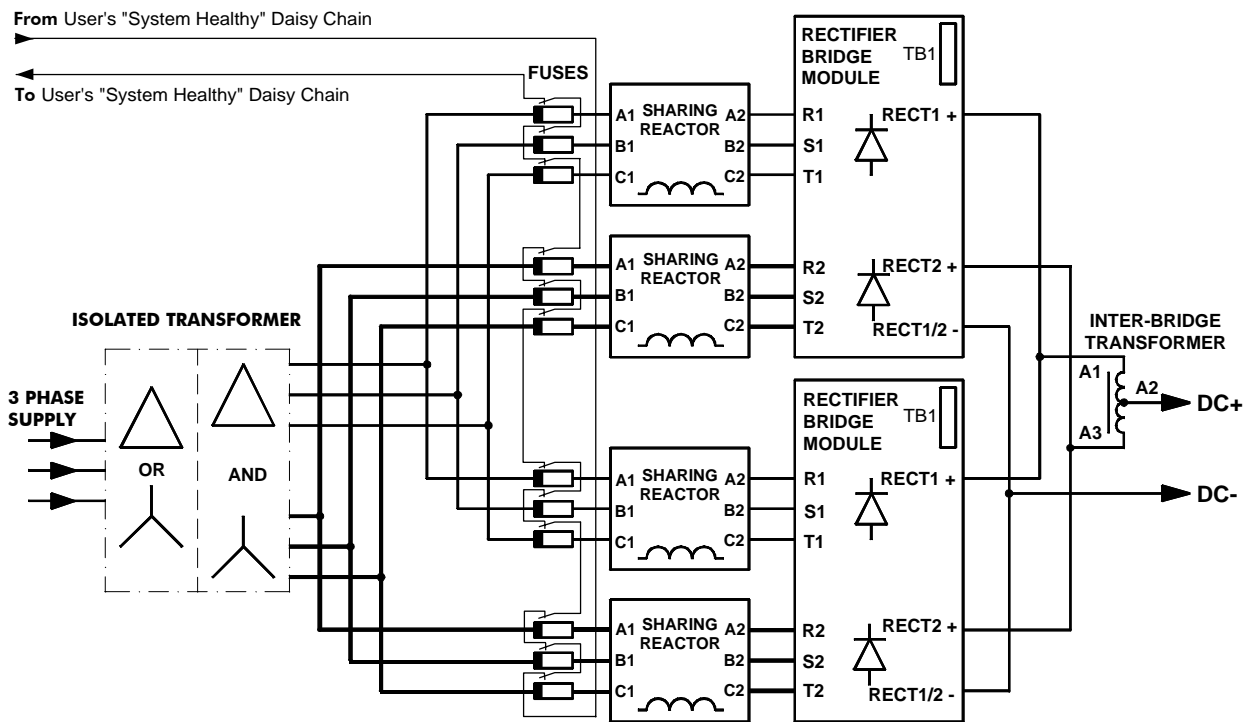 From User's "System Healthy" Daisy Chain
To User's "System Healthy" Daisy Chain
FUSES
A1 SHARING A2
B1 REACTOR B2
C1 C2
RECTIFIER
BRIDGE
MODULE
TB1
R1 RECT1 +
S1
T1
A1 SHARING A2
B1 REACTOR B2
C1 C2
R2 RECT2 +
S2
T2 RECT1/2 -
ISOLATED TRANSFORMER
3 PHASE
SUPPLY
OR
AND
INTER-BRIDGE
TRANSFORMER
A1
A2
A3
DC+
DC-
A1 SHARING A2
B1 REACTOR B2
C1 C2
RECTIFIER
BRIDGE
MODULE
TB1
R1 RECT1 +
S1
T1
A1 SHARING A2
B1 REACTOR B2
C1 C2
R2 RECT2 +
S2
T2 RECT1/2 -